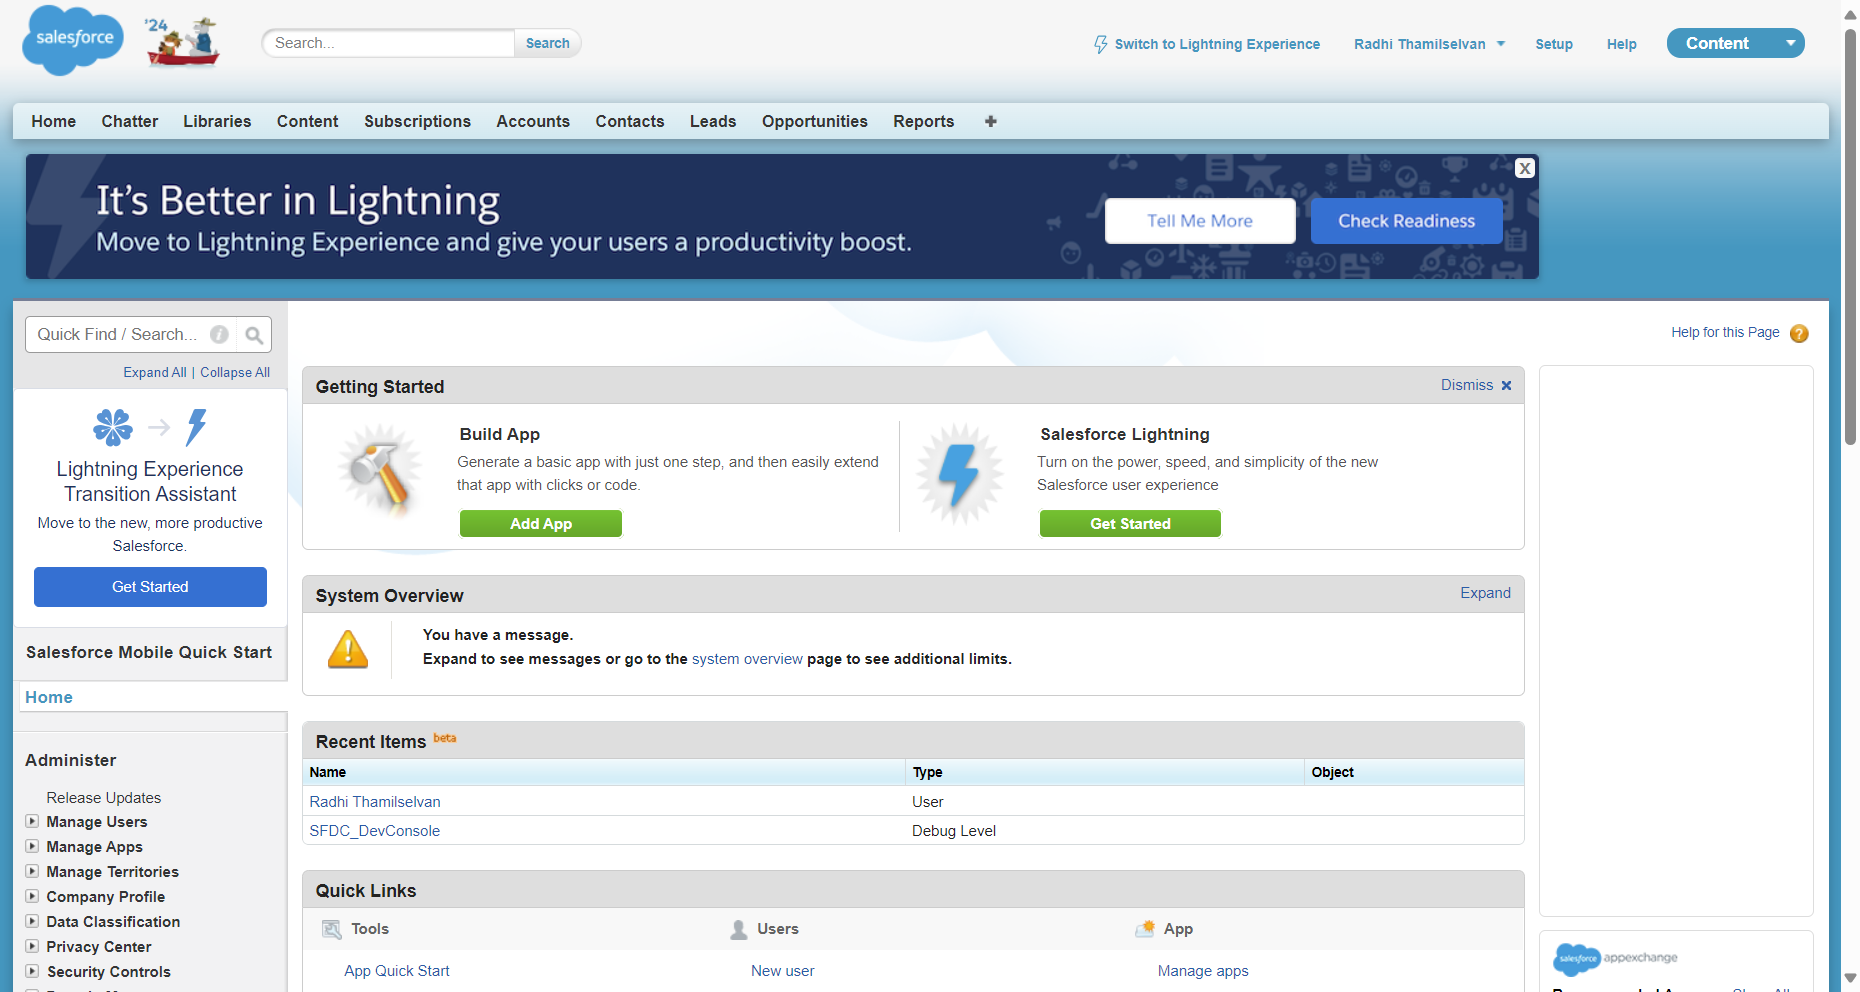 salesforce
'24
Search...
Search
Switch to Lightning Experience
Radhi Thamilselvan
Setup
Help
Content
Home
Chatter
Libraries
Content
Subscriptions
Accounts
Contacts
Leads
Opportunities
Reports
+
It's Better in Lightning
Move to Lightning Experience and give your users a productivity boost.
Tell Me More
Check Readiness
X
Quick Find / Search...
Expand All | Collapse All
Lightning Experience
Transition Assistant
Move to the new, more productive
Salesforce.
Get Started
Salesforce Mobile Quick Start
Home
Administer
Release Updates
Manage Users
Manage Apps
Manage Territories
Company Profile
Data Classification
Privacy Center
Security Controls
Help for this Page ?
Getting Started
Dismiss x
Build App
Generate a basic app with just one step, and then easily extend
that app with clicks or code.
Add App
Salesforce Lightning
Turn on the power, speed, and simplicity of the new
Salesforce user experience
Get Started
System Overview
Expand
You have a message.
Expand to see messages or go to the system overview page to see additional limits.
Recent Items beta
Name Type Object
Radhi Thamilselvan User
SFDC_DevConsole Debug Level
Quick Links
Tools Users App
App Quick Start New user Manage apps
salesforce appexchange